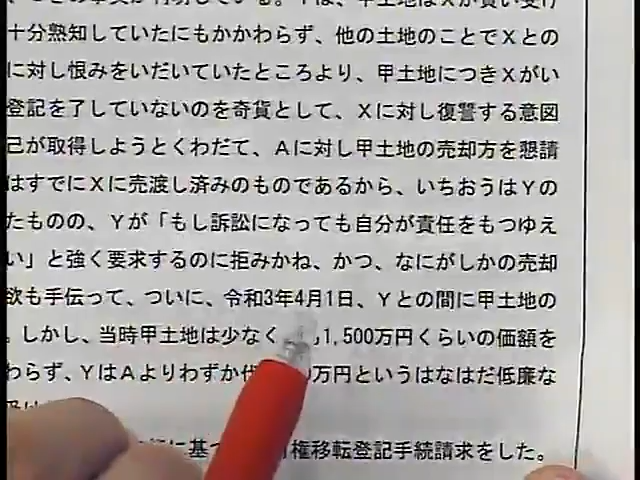 甲土地はXが買い受け
十分熟知していたにもかかわらず、他の土地のことでXとの
に対し恨みをいだいていたところより、甲土地につきXがい
登記を了していないのを奇貨として、Xに対し復讐する意図
己が取得しようとくわだて、Aに対し甲土地の売却方を懇請
はすでにXに売渡し済みのものであるから、いちおうはYの
たものの、Yが「もし訴訟になっても自分が責任をもつゆえ
い」と強く要求するのに拒みかね、かつ、なにがしかの売却
欲も手伝って、ついに、令和3年4月1日、Yとの間に甲土地の
。しかし、当時甲土地は少なく 1,500万円くらいの価額を
わらず、YはAよりわずか代 万円というはなはだ低廉な
に基 権移転登記手続請求をした。